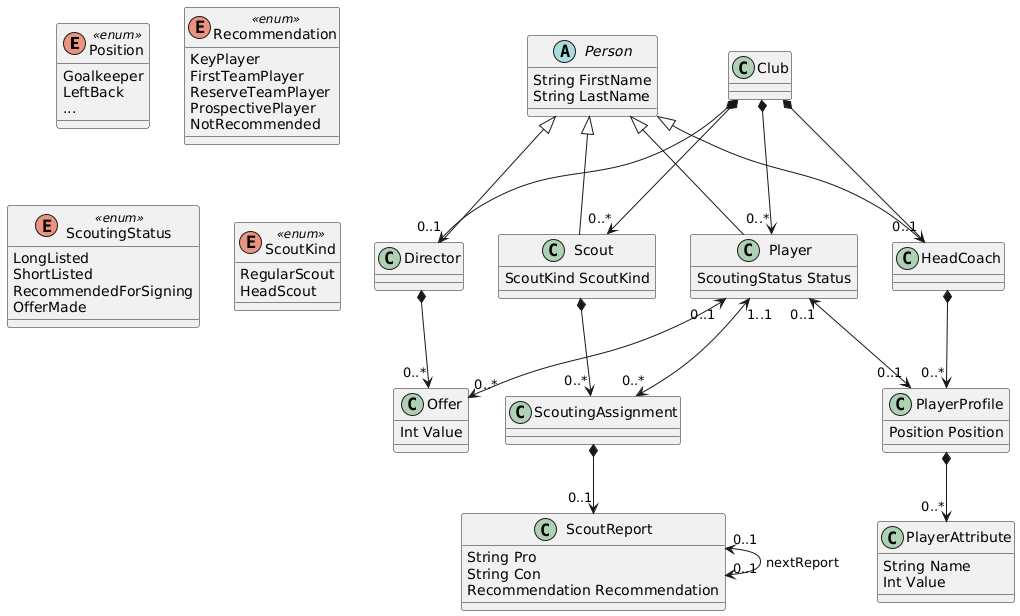 E «enum»
Position
Goalkeeper
LeftBack
...
E «enum»
Recommendation
KeyPlayer
FirstTeamPlayer
ReserveTeamPlayer
ProspectivePlayer
NotRecommended
A Person
String FirstName
String LastName
C Club
E «enum»
ScoutingStatus
LongListed
ShortListed
RecommendedForSigning
OfferMade
E «enum»
ScoutKind
RegularScout
HeadScout
0..1
0..*
0..*
0..1
C Director
C Scout
ScoutKind ScoutKind
C Player
ScoutingStatus Status
C HeadCoach
0..1
1..1
0..1
0..*
0..*
0..*
0..*
0..1
0..*
C Offer
Int Value
C ScoutingAssignment
C PlayerProfile
Position Position
0..1
0..*
C ScoutReport
String Pro
String Con
Recommendation Recommendation
0..1
0..1
nextReport
C PlayerAttribute
String Name
Int Value